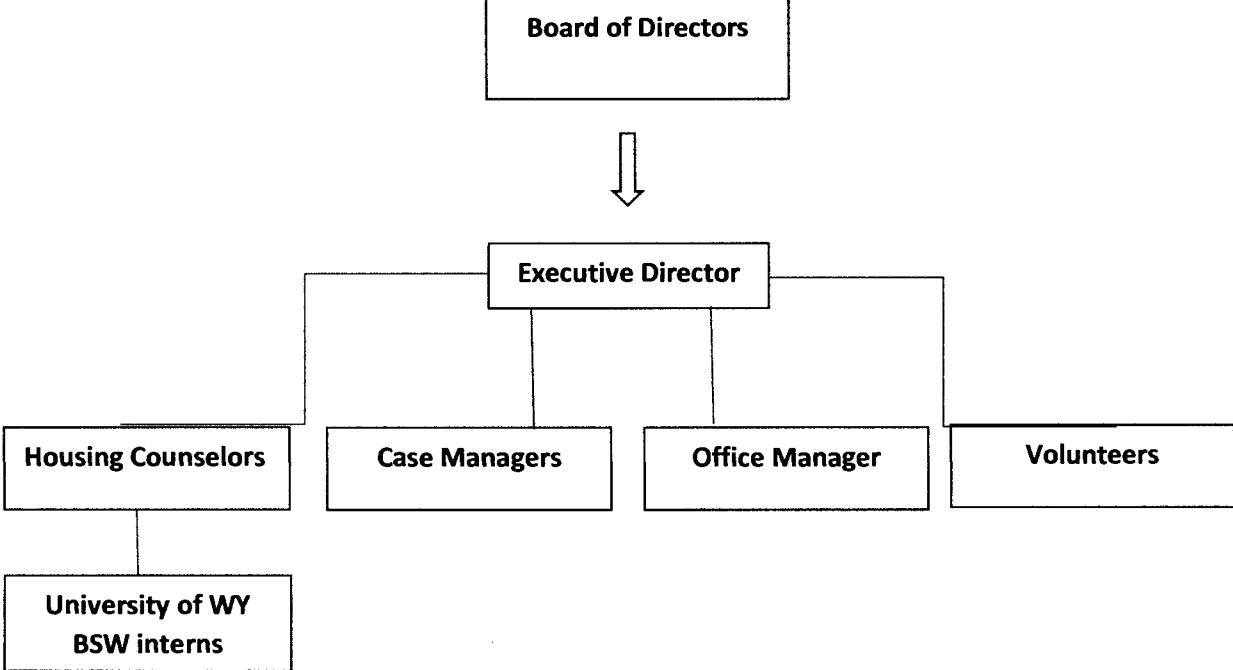 Board of Directors
Executive Director
Housing Counselors
Case Managers
Office Manager
Volunteers
University of WY
BSW interns